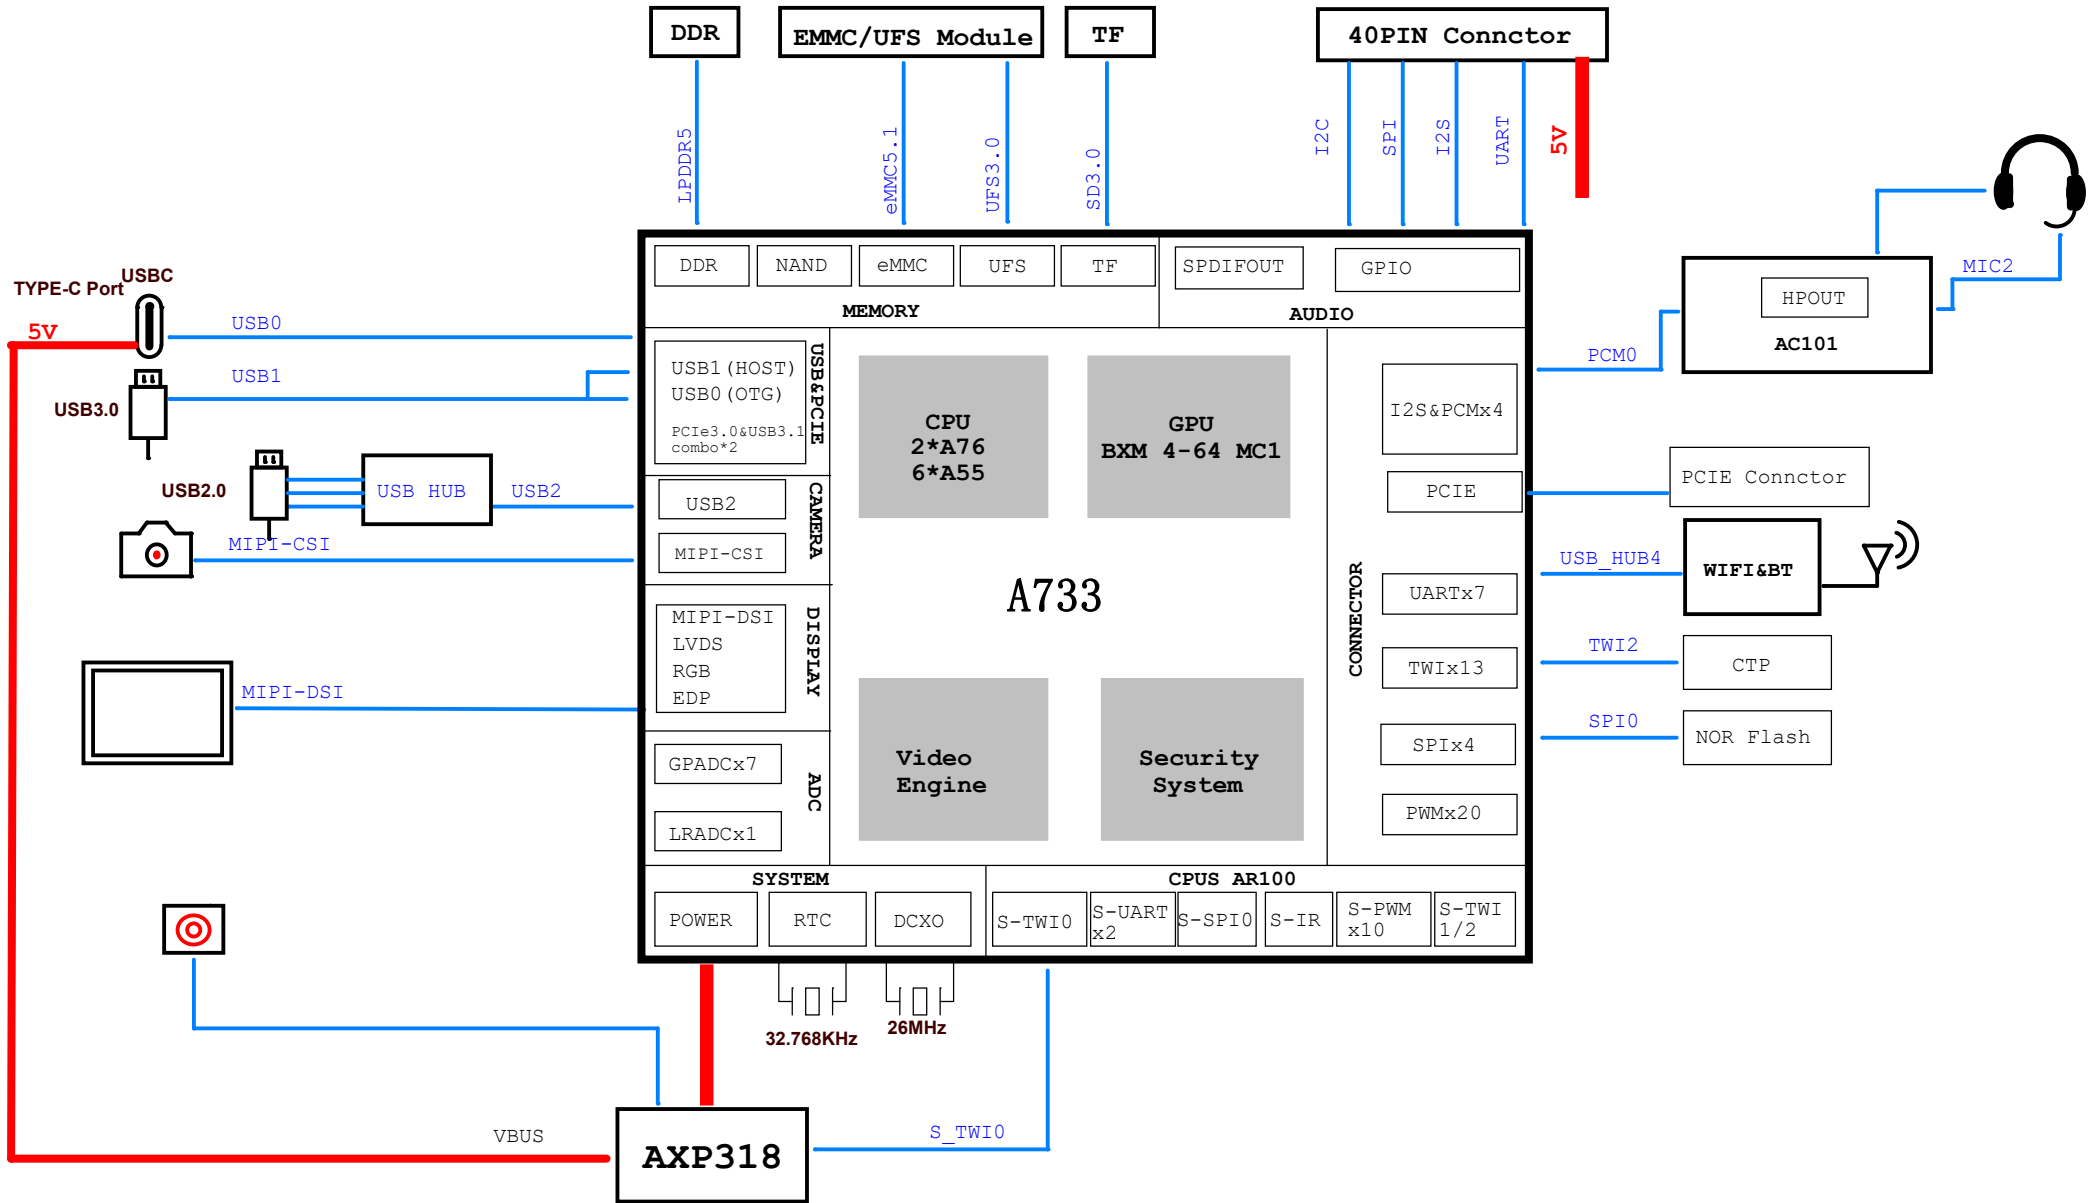 DDR
EMMC/UFS Module
TF
40PIN Connctor
LPDDR5
eMMC5.1
UFS3.0
SD3.0
I2C
SPI
I2S
UART
5V
DDR
NAND
eMMC
UFS
TF
SPDIFOUT
GPIO
MEMORY
AUDIO
TYPE-C Port
USBC
5V
USB0
USB1
USB3.0
USB2.0
USB HUB
USB2
MIPI-CSI
MIPI-DSI
USB1(HOST)
USB0(OTG)
PCIe3.0&USB3.1
combo*2
USB&PCIE
USB2
MIPI-CSI
CAMERA
MIPI-DSI
LVDS
RGB
EDP
DISPLAY
GPADCx7
LRADCx1
ADC
CPU
2*A76
6*A55
GPU
BXM 4-64 MC1
A733
Video
Engine
Security
System
CONNECTOR
I2S&PCMx4
PCIE
UARTx7
TWIx13
SPIx4
PWMx20
PCM0
HPOUT
AC101
MIC2
PCIE Connctor
USB_HUB4
WIFI&BT
TWI2
CTP
SPI0
NOR Flash
SYSTEM
POWER
RTC
DCXO
CPUS AR100
S-TWI0
S-UART
x2
S-SPI0
S-IR
S-PWM
x10
S-TWI
1/2
32.768KHz
26MHz
VBUS
AXP318
S_TWI0